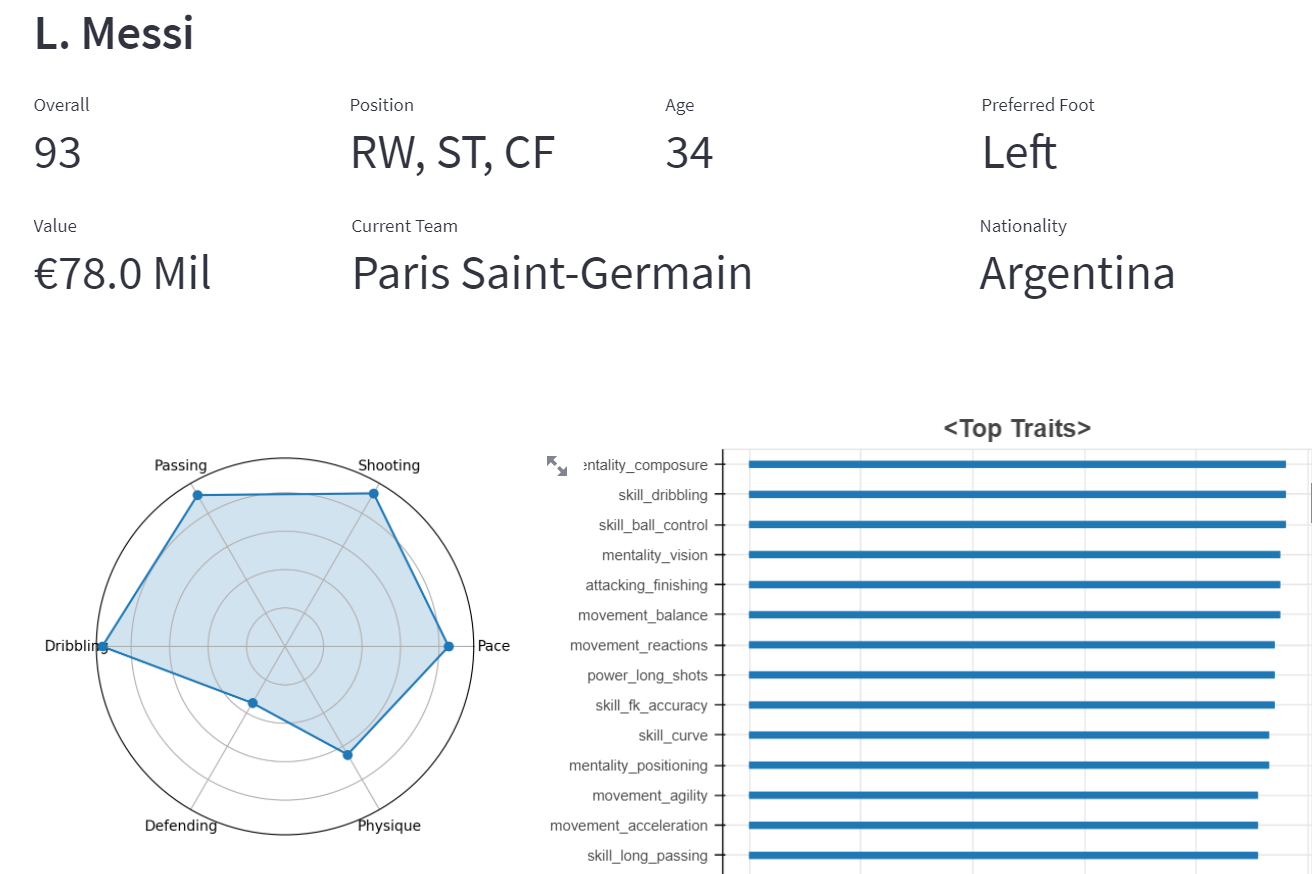 L. Messi
Overall
Position
Age
Preferred Foot
93
RW, ST, CF
34
Left
Value
Current Team
Nationality
€78.0 Mil
Paris Saint-Germain
Argentina
Passing
Shooting
Dribbling
Pace
Defending
Physique
<Top Traits>
entality_composure
skill_dribbling
skill_ball_control
mentality_vision
attacking_finishing
movement_balance
movement_reactions
power_long_shots
skill_fk_accuracy
skill_curve
mentality_positioning
movement_agility
movement_acceleration
skill_long_passing